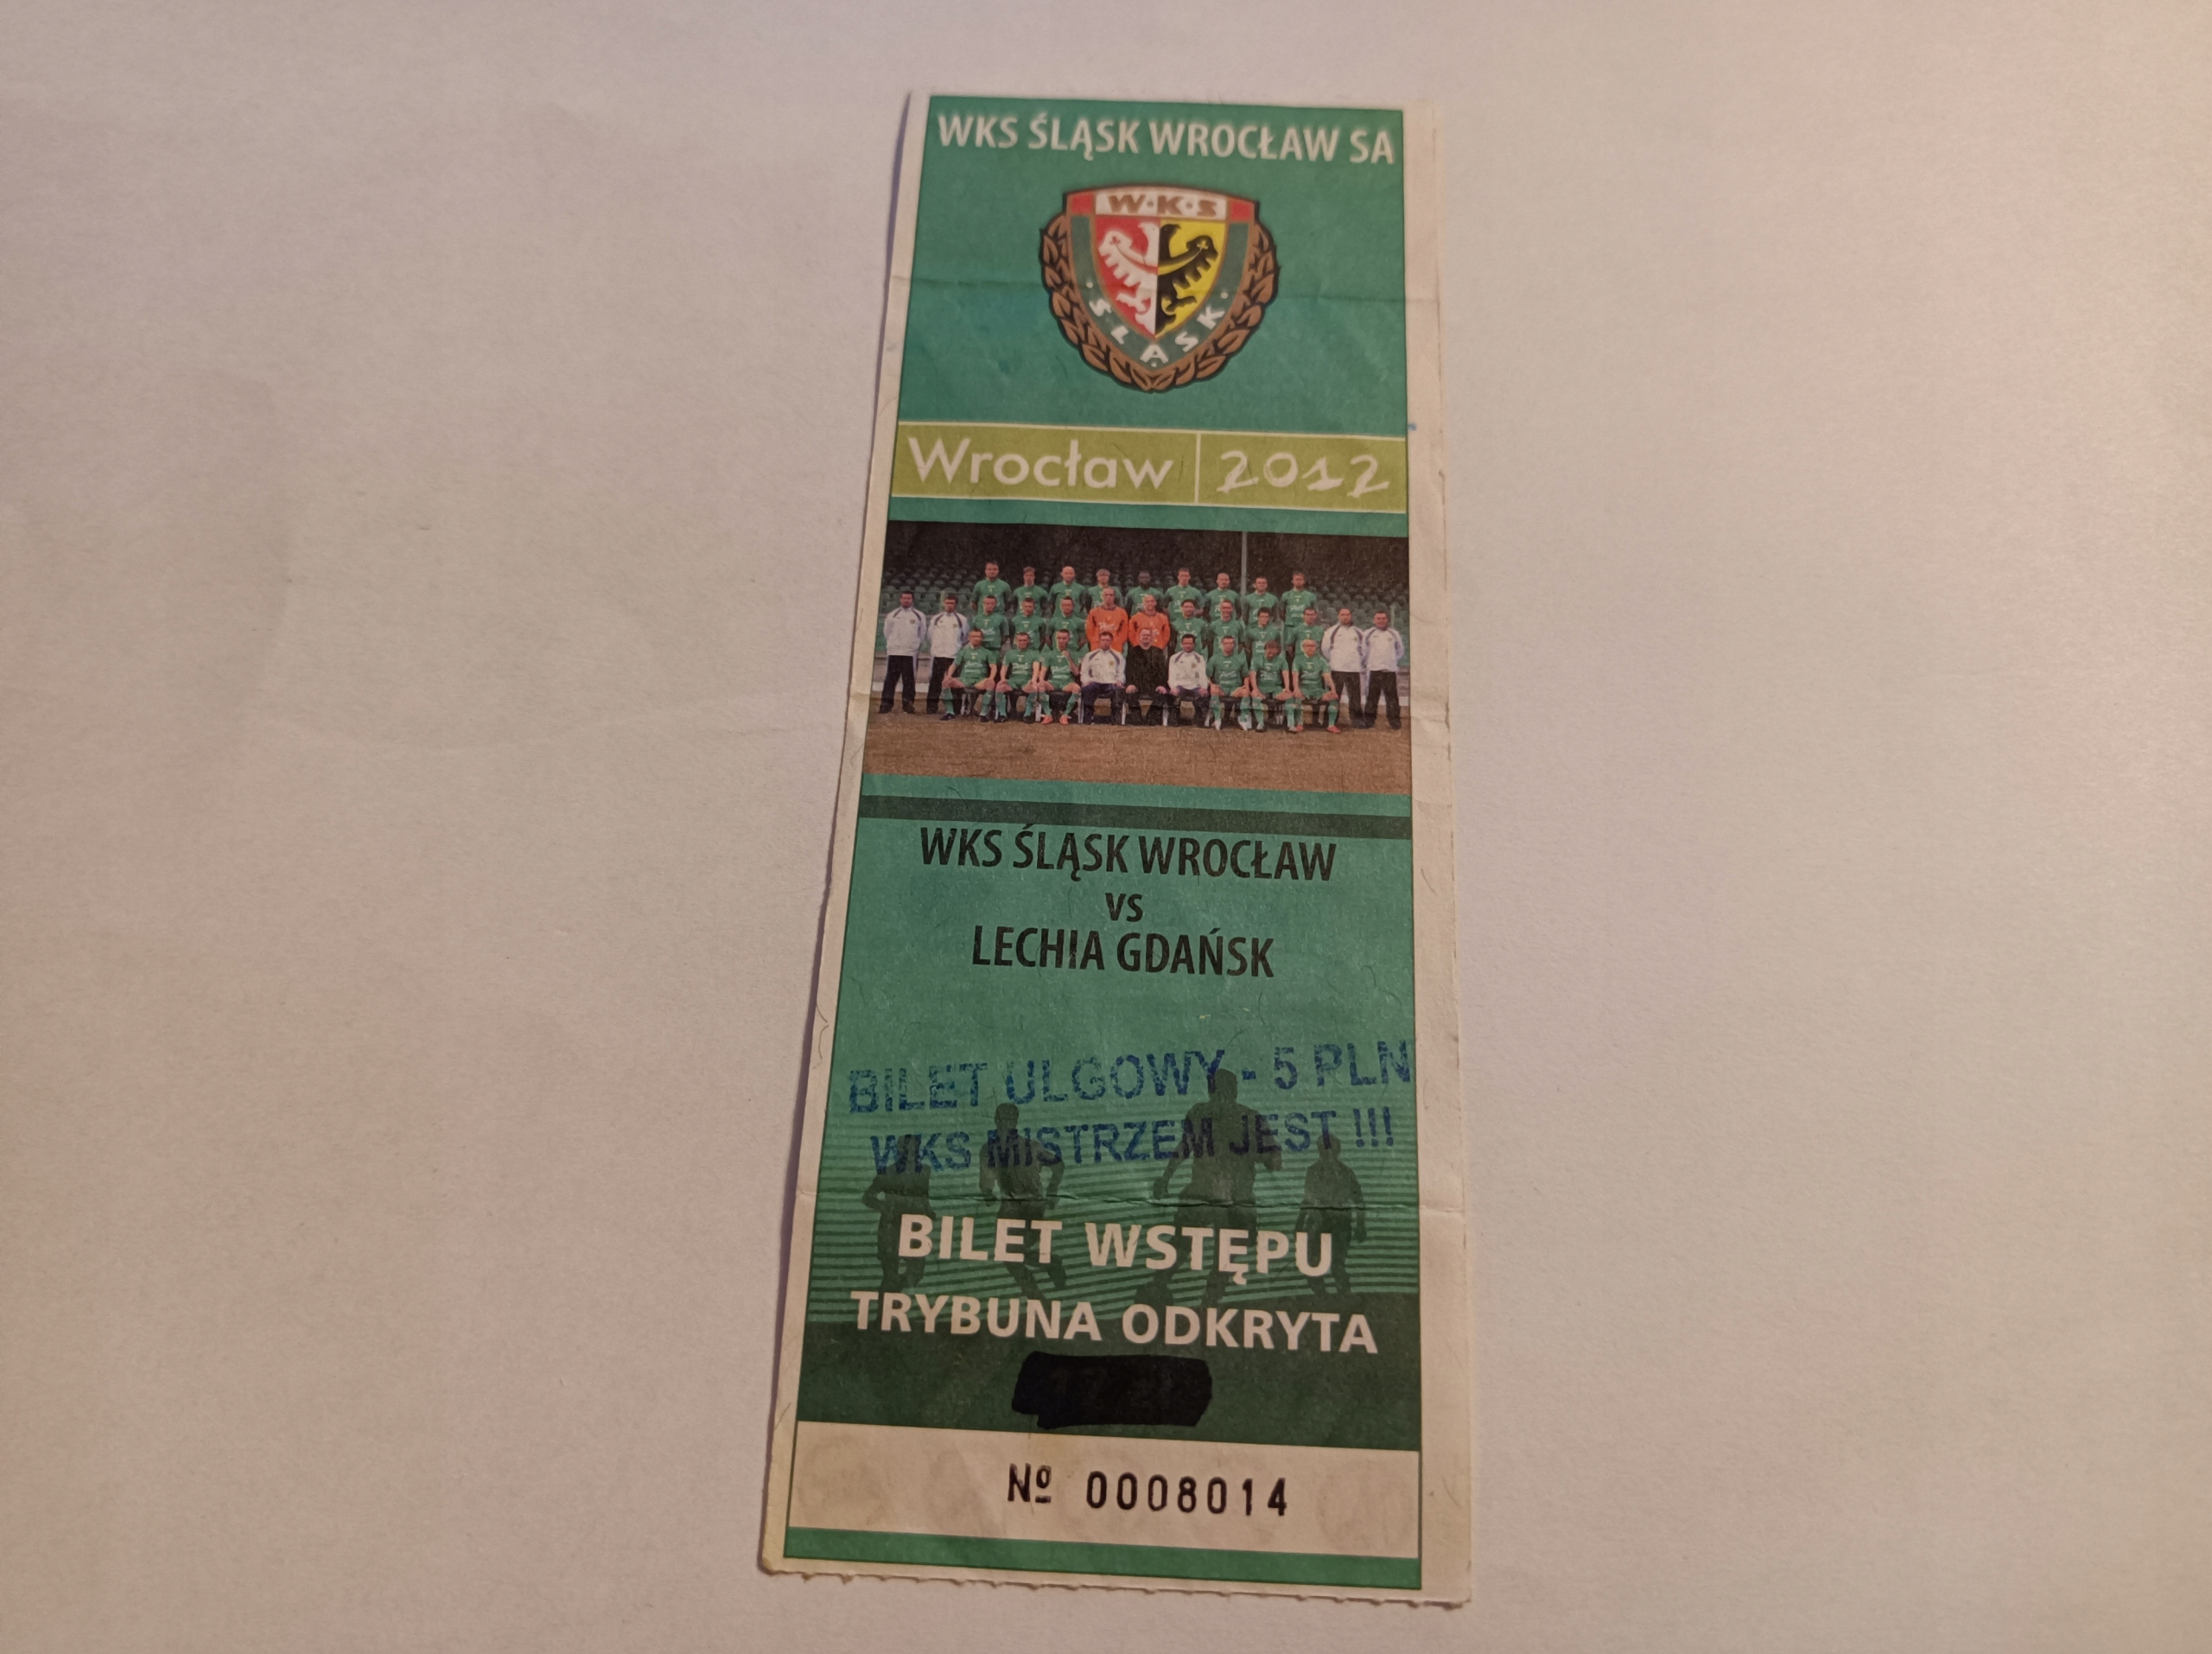 WKS ŚLĄSK WROCŁAW SA
W·K·S
·ŚLĄSK·
Wrocław 2012
WKS ŚLĄSK WROCŁAW
vs
LECHIA GDAŃSK
BILET ULGOWY - 5 PLN
WKS MISTRZEM JEST !!!
BILET WSTĘPU
TRYBUNA ODKRYTA
Nº 0008014